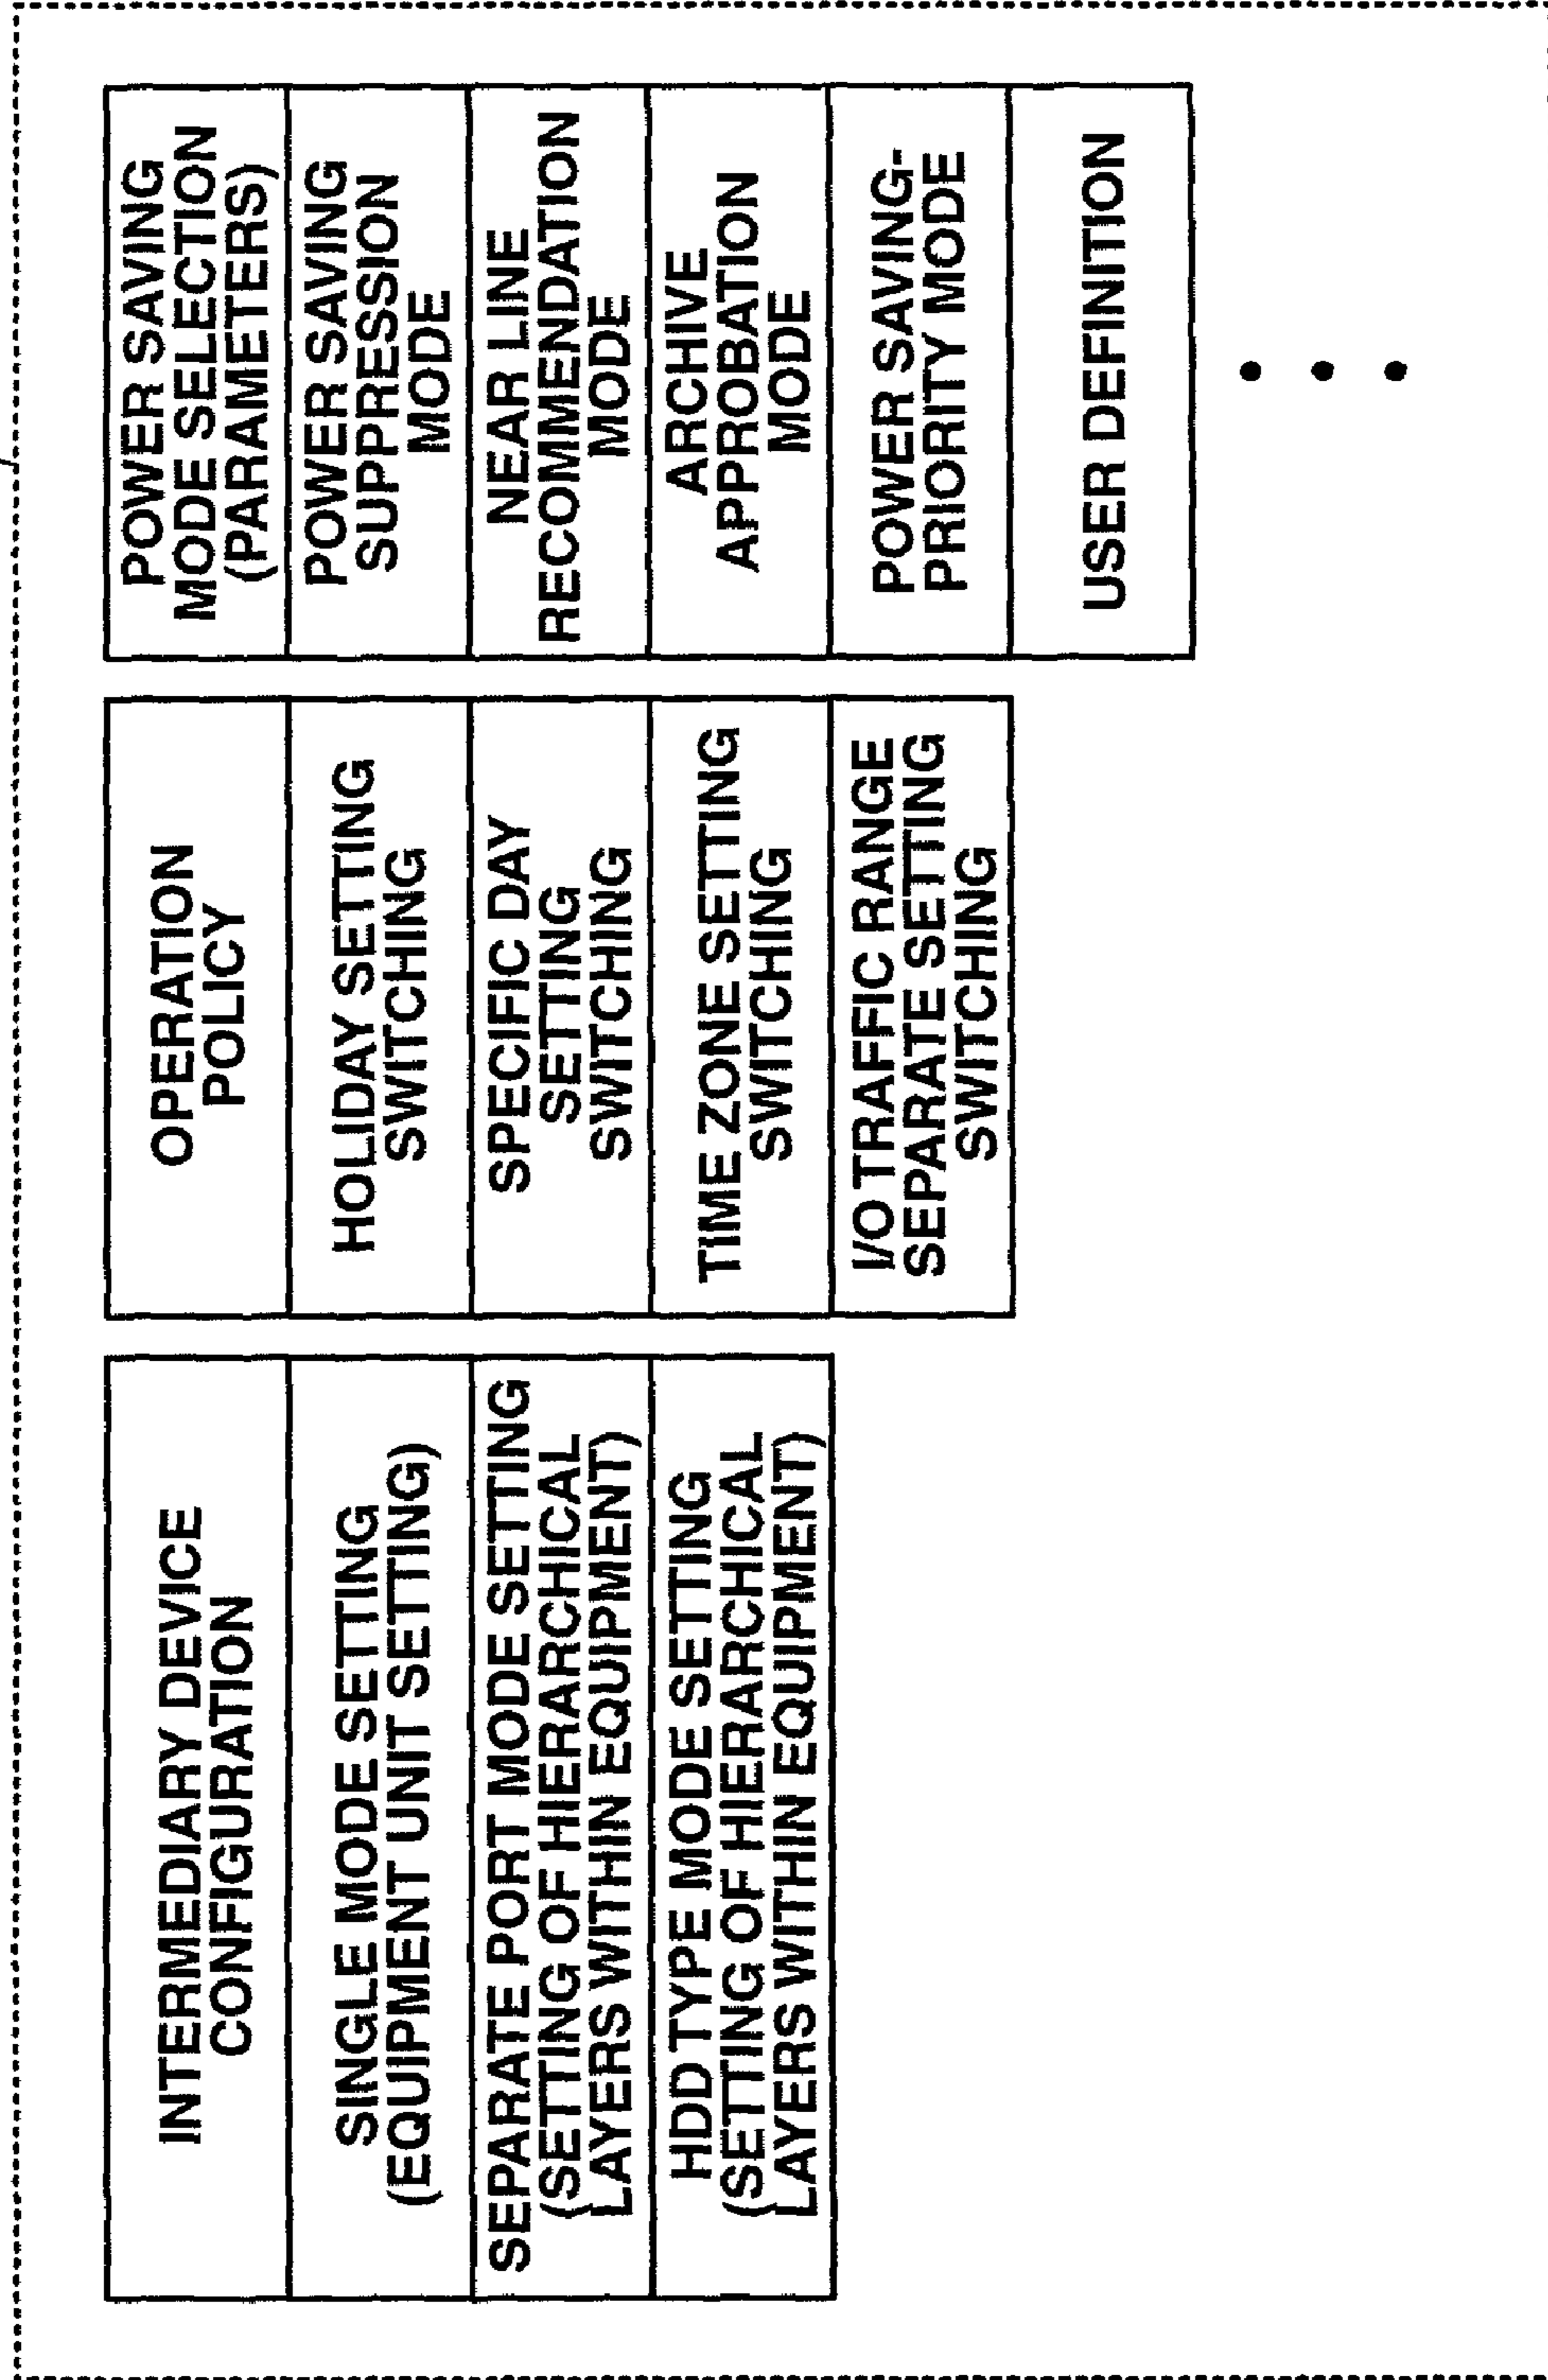 INTERMEDIARY DEVICE
CONFIGURATION
SINGLE MODE SETTING
(EQUIPMENT UNIT SETTING)
SEPARATE PORT MODE SETTING
(SETTING OF HIERARCHICAL
LAYERS WITHIN EQUIPMENT)
HDD TYPE MODE SETTING
(SETTING OF HIERARCHICAL
LAYERS WITHIN EQUIPMENT)
OPERATION
POLICY
HOLIDAY SETTING
SWITCHING
SPECIFIC DAY
SETTING
SWITCHING
TIME ZONE SETTING
SWITCHING
I/O TRAFFIC RANGE
SEPARATE SETTING
SWITCHING
POWER SAVING
MODE SELECTION
(PARAMETERS)
POWER SAVING
SUPPRESSION
MODE
NEAR LINE
RECOMMENDATION
MODE
ARCHIVE
APPROBATION
MODE
POWER SAVING-
PRIORITY MODE
USER DEFINITION